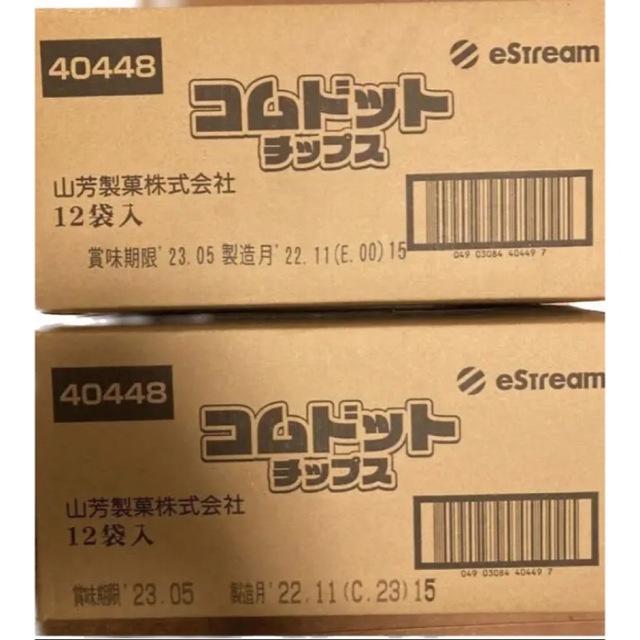 40448
eStream
コムドット
チップス
山芳製菓株式会社
12袋入
賞味期限'23.05 製造月'22.11(E.00)15
049 03084 40449 7
40448
eStream
コムドット
チップス
山芳製菓株式会社
12袋入
賞味期限'23.05 製造月'22.11(C.23)15
049 03084 40449 7